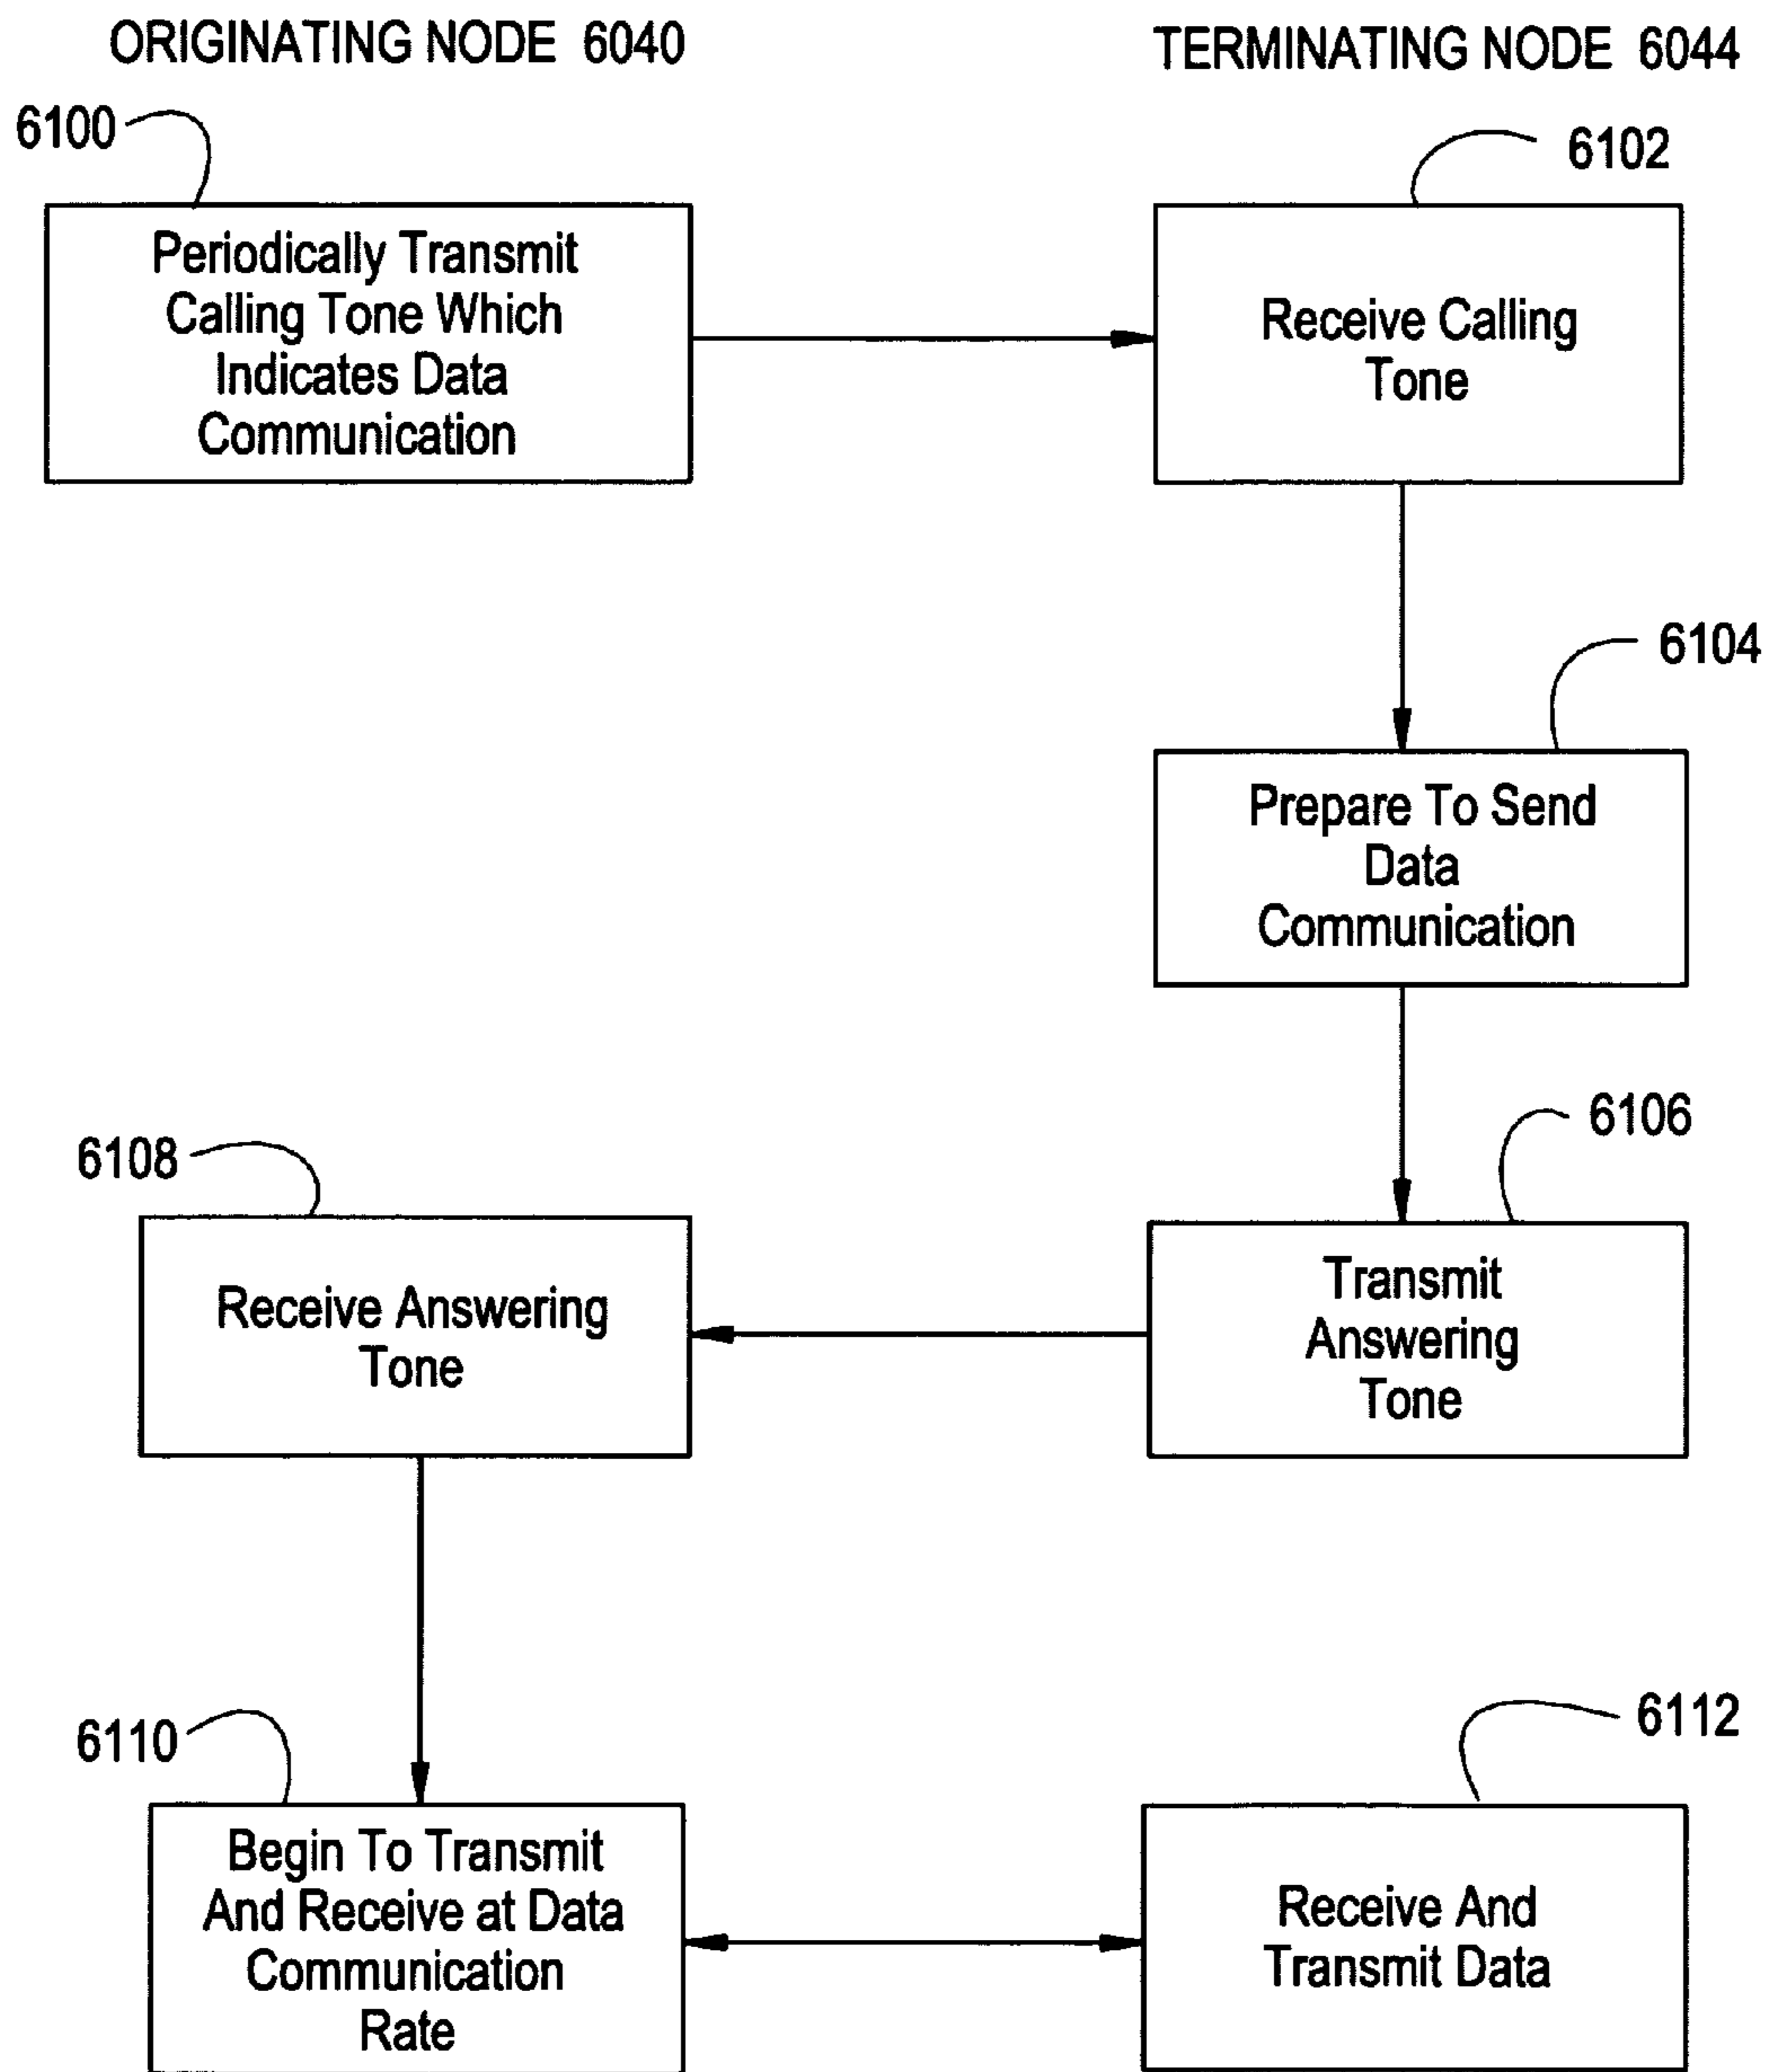 ORIGINATING NODE 6040
TERMINATING NODE 6044
6100
6102
Periodically Transmit
Calling Tone Which
Indicates Data
Communication
Receive Calling
Tone
6104
Prepare To Send
Data
Communication
6106
6108
Transmit
Answering
Tone
Receive Answering
Tone
6110
6112
Begin To Transmit
And Receive at Data
Communication
Rate
Receive And
Transmit Data